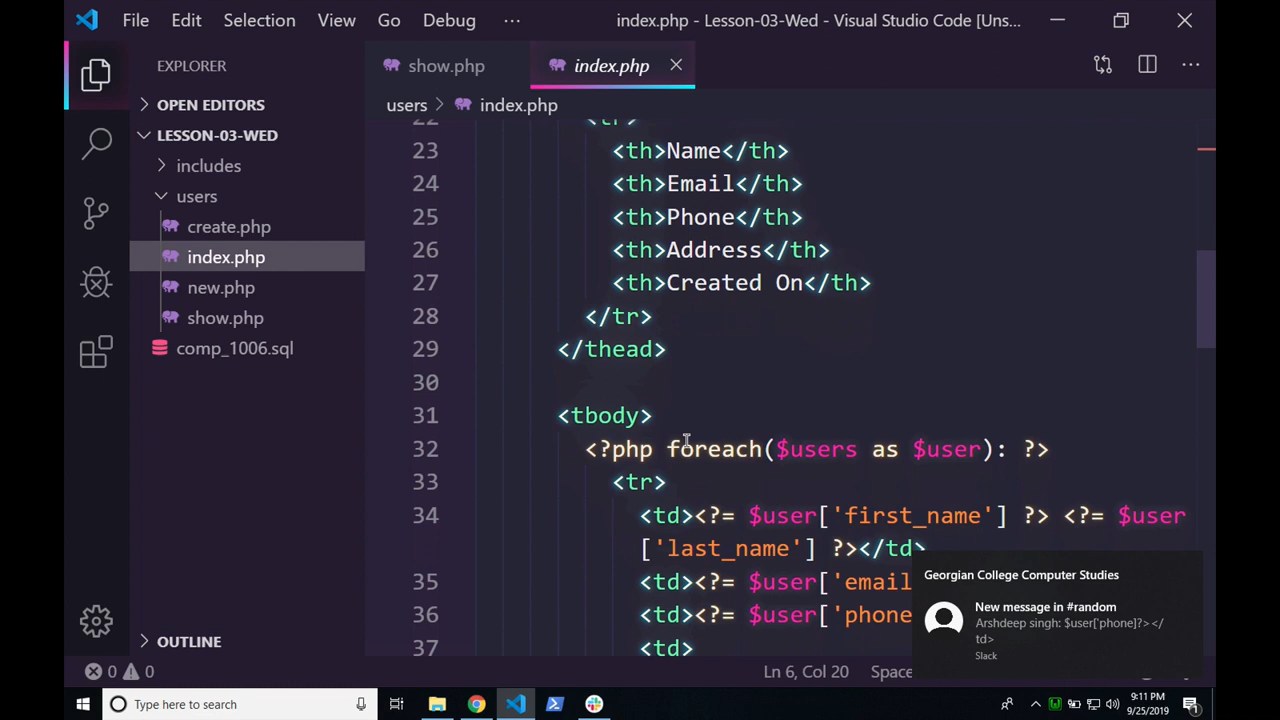 File Edit Selection View Go Debug ··· index.php - Lesson-03-Wed - Visual Studio Code [Uns...
EXPLORER
OPEN EDITORS
LESSON-03-WED
includes
users
create.php
index.php
new.php
show.php
comp_1006.sql
OUTLINE
show.php index.php
users > index.php
22 <tr>
23 <th>Name</th>
24 <th>Email</th>
25 <th>Phone</th>
26 <th>Address</th>
27 <th>Created On</th>
28 </tr>
29 </thead>
30
31 <tbody>
32 <?php foreach($users as $user): ?>
33 <tr>
34 <td><?= $user['first_name'] ?> <?= $user
['last_name'] ?></td>
35 <td><?= $user['email
36 <td><?= $user['phone
37 <td>
Georgian College Computer Studies
New message in #random
Arshdeep singh: $user['phone]?></
td>
Slack
0 0 Ln 6, Col 20 Space
Type here to search
9:11 PM
9/25/2019
1